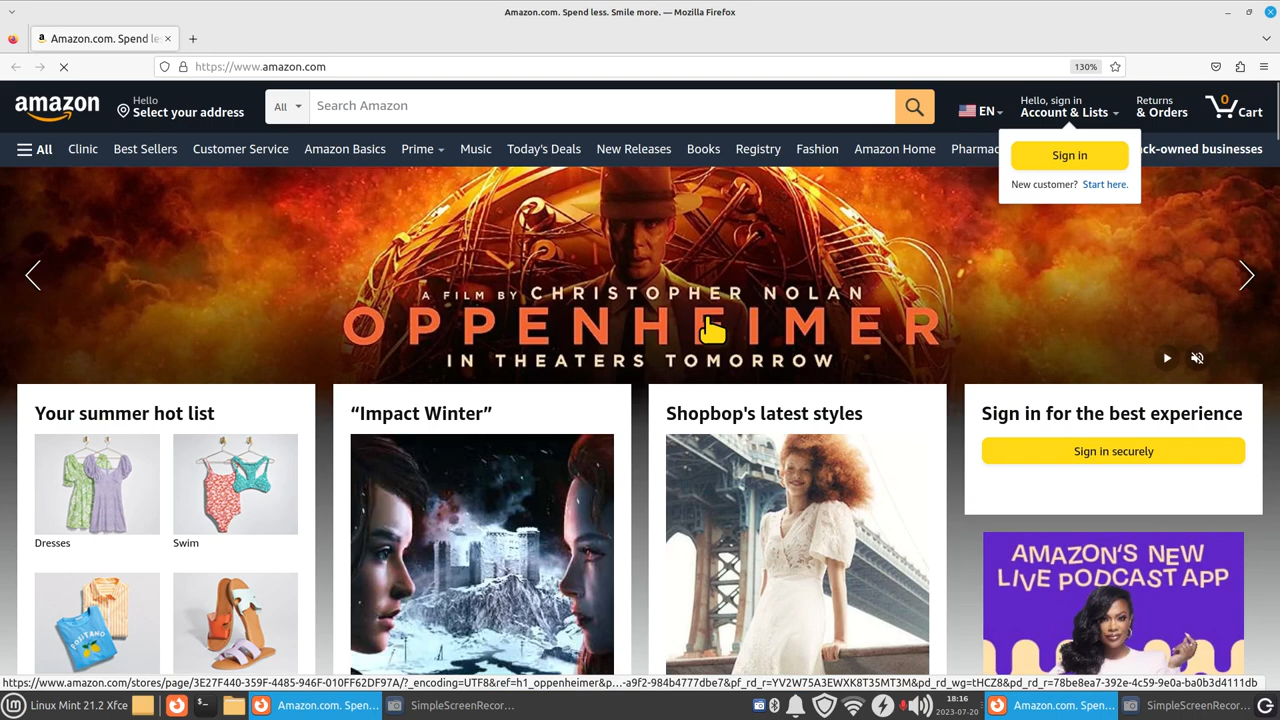 Amazon.com. Spend less. Smile more. — Mozilla Firefox
Amazon.com. Spend le
https://www.amazon.com
130%
amazon
Hello
Select your address
All
Search Amazon
EN
Hello, sign in
Account & Lists
Returns
& Orders
0
Cart
All
Clinic
Best Sellers
Customer Service
Amazon Basics
Prime
Music
Today's Deals
New Releases
Books
Registry
Fashion
Amazon Home
Pharmac
ck-owned businesses
Sign in
New customer? Start here.
A FILM BY CHRISTOPHER NOLAN
OPPENHEIMER
IN THEATERS TOMORROW
Your summer hot list
Dresses
Swim
POSITANO
“Impact Winter”
Shopbop's latest styles
Sign in for the best experience
Sign in securely
AMAZON'S NEW
LIVE PODCAST APP
https://www.amazon.com/stores/page/3E27F440-359F-4485-946F-010FF62DF97A/?_encoding=UTF8&ref=h1_oppenheimer&p...-a9f2-984b4777dbe7&pf_rd_r=YV2W75A3EWXK8T35MT3M&pd_rd_wg=tHCZ8&pd_rd_r=78be8ea7-392e-4c59-9e0a-ba0b3d4111db
Linux Mint 21.2 Xfce
Amazon.com. Spen...
SimpleScreenRecor...
18:16
2023-07-20
Amazon.com. Spen...
SimpleScreenRecor...